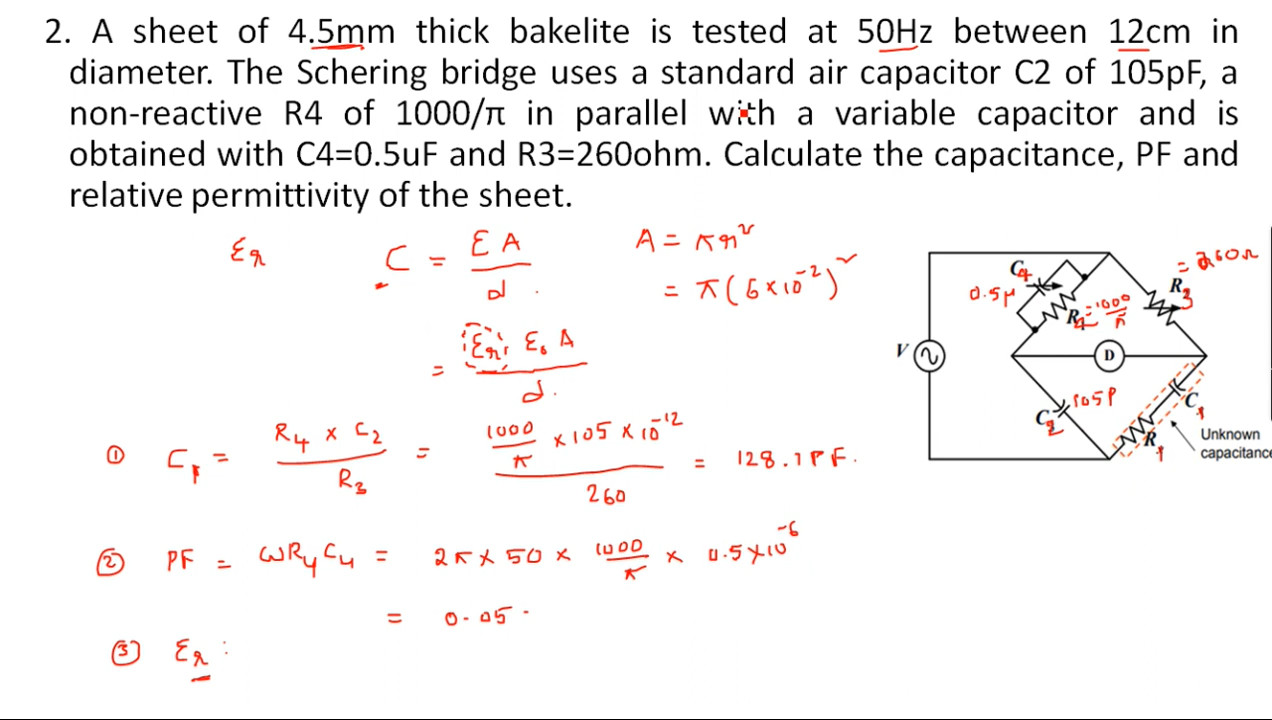 2. A sheet of 4.5mm thick bakelite is tested at 50Hz between 12cm in
diameter. The Schering bridge uses a standard air capacitor C2 of 105pF, a
non-reactive R4 of 1000/π in parallel with a variable capacitor and is
obtained with C4=0.5uF and R3=260ohm. Calculate the capacitance, PF and
relative permittivity of the sheet.
εr C = εA / d A = πr²
= π(6×10⁻²)²
= εr ε₀ A / d.
① C₁ = R₄ × C₂ / R₃ = 1000/π × 105 × 10⁻¹² / 260 = 128.7PF.
② PF = ωR₄C₄ = 2π × 50 × 1000/π × 0.5×10⁻⁶
= 0.05.
③ εr :
C4
0.5μ
R4 = 1000/π
R3
= 260Ω
V
D
C2
105P
C1
R1
Unknown
capacitance